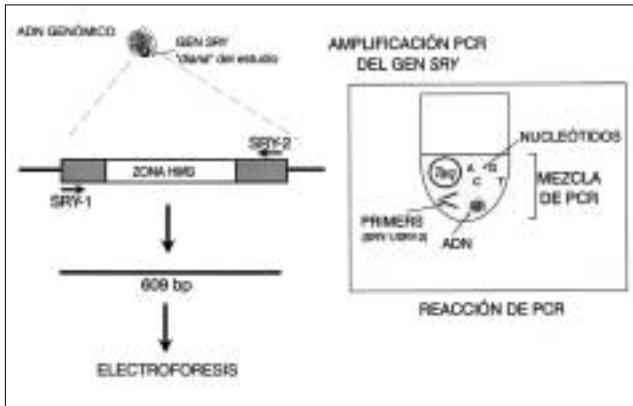 ADN GENÓMICO
GEN SRY
"diana" del estudio
SRY-2
ZONA HMG
SRY-1
609 bp
ELECTROFORESIS
AMPLIFICACIÓN PCR
DEL GEN SRY
NUCLEÓTIDOS
Taq
A G
C T
MEZCLA
DE PCR
PRIMERS
ADN
REACCIÓN DE PCR